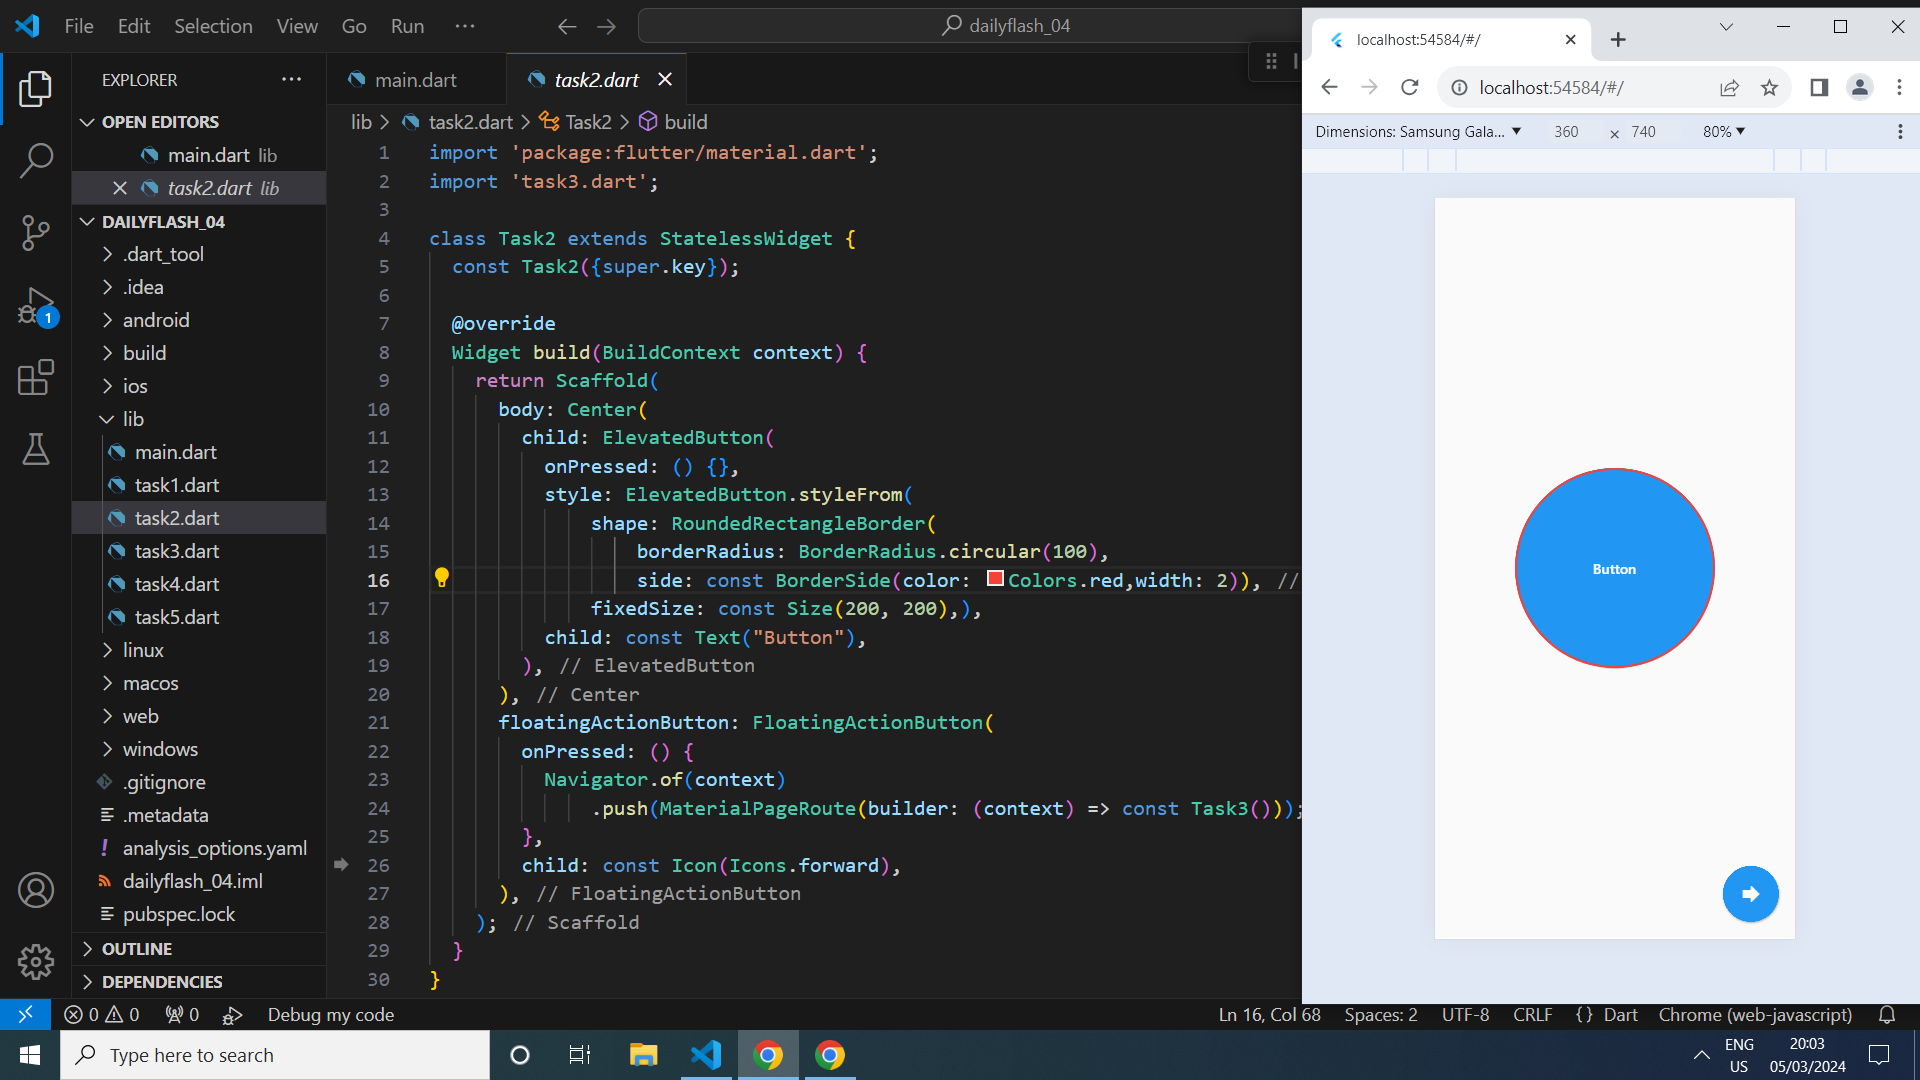 File Edit Selection View Go Run ··· dailyflash_04
EXPLORER ···
OPEN EDITORS
main.dart lib
task2.dart lib
DAILYFLASH_04
.dart_tool
.idea
android
build
ios
lib
main.dart
task1.dart
task2.dart
task3.dart
task4.dart
task5.dart
linux
macos
web
windows
.gitignore
.metadata
analysis_options.yaml
dailyflash_04.iml
pubspec.lock
OUTLINE
DEPENDENCIES
1
main.dart task2.dart
lib > task2.dart > Task2 > build
1 import 'package:flutter/material.dart';
2 import 'task3.dart';
3
4 class Task2 extends StatelessWidget {
5 const Task2({super.key});
6
7 @override
8 Widget build(BuildContext context) {
9 return Scaffold(
10 body: Center(
11 child: ElevatedButton(
12 onPressed: () {},
13 style: ElevatedButton.styleFrom(
14 shape: RoundedRectangleBorder(
15 borderRadius: BorderRadius.circular(100),
16 side: const BorderSide(color: Colors.red,width: 2)), //
17 fixedSize: const Size(200, 200),),
18 child: const Text("Button"),
19 ), // ElevatedButton
20 ), // Center
21 floatingActionButton: FloatingActionButton(
22 onPressed: () {
23 Navigator.of(context)
24 .push(MaterialPageRoute(builder: (context) => const Task3()));
25 },
26 child: const Icon(Icons.forward),
27 ), // FloatingActionButton
28 ); // Scaffold
29 }
30 }
localhost:54584/#/
localhost:54584/#/
Dimensions: Samsung Gala... 360 × 740 80%
Button
0 0 0 Debug my code Ln 16, Col 68 Spaces: 2 UTF-8 CRLF {} Dart Chrome (web-javascript)
Type here to search
ENG
US
20:03
05/03/2024